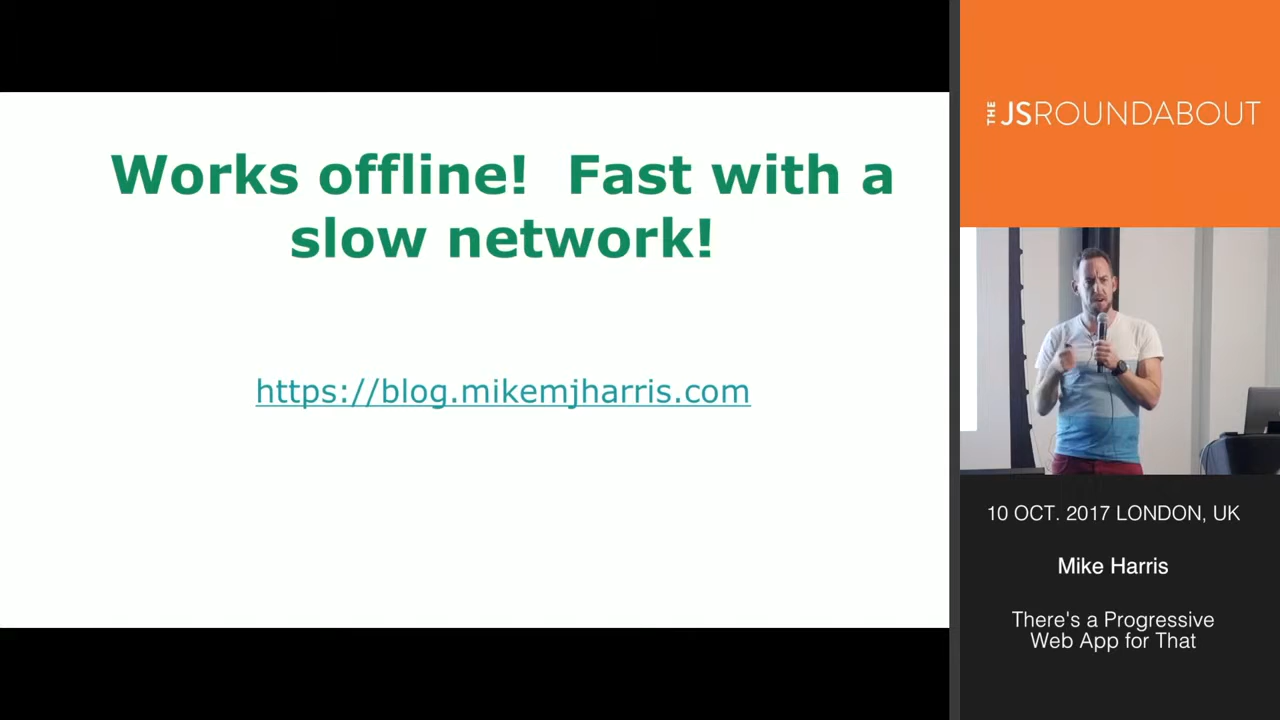 Works offline!  Fast with a
slow network!
https://blog.mikemjharris.com
THE JSROUNDABOUT
10 OCT. 2017 LONDON, UK
Mike Harris
There's a Progressive
Web App for That